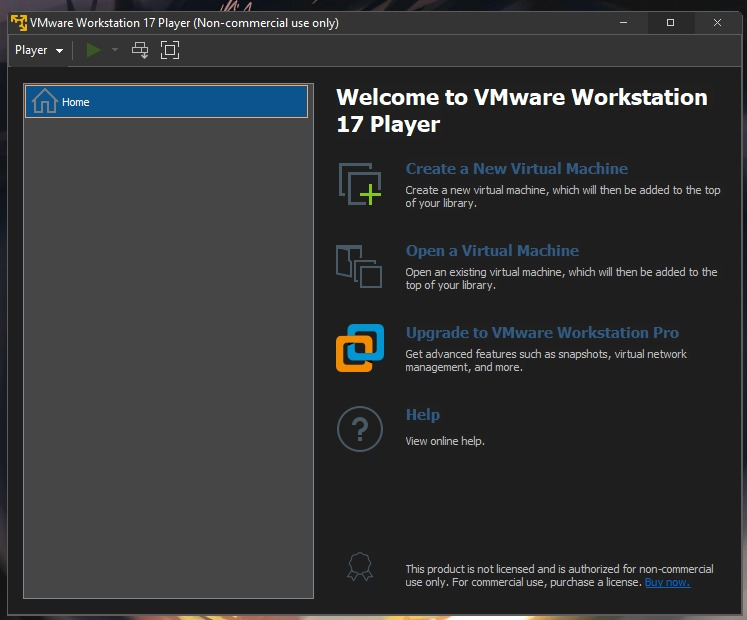 VMware Workstation 17 Player (Non-commercial use only)
Player
Home
Welcome to VMware Workstation
17 Player
Create a New Virtual Machine
Create a new virtual machine, which will then be added to the top
of your library.
Open a Virtual Machine
Open an existing virtual machine, which will then be added to the
top of your library.
Upgrade to VMware Workstation Pro
Get advanced features such as snapshots, virtual network
management, and more.
?
Help
View online help.
This product is not licensed and is authorized for non-commercial
use only. For commercial use, purchase a license. Buy now.